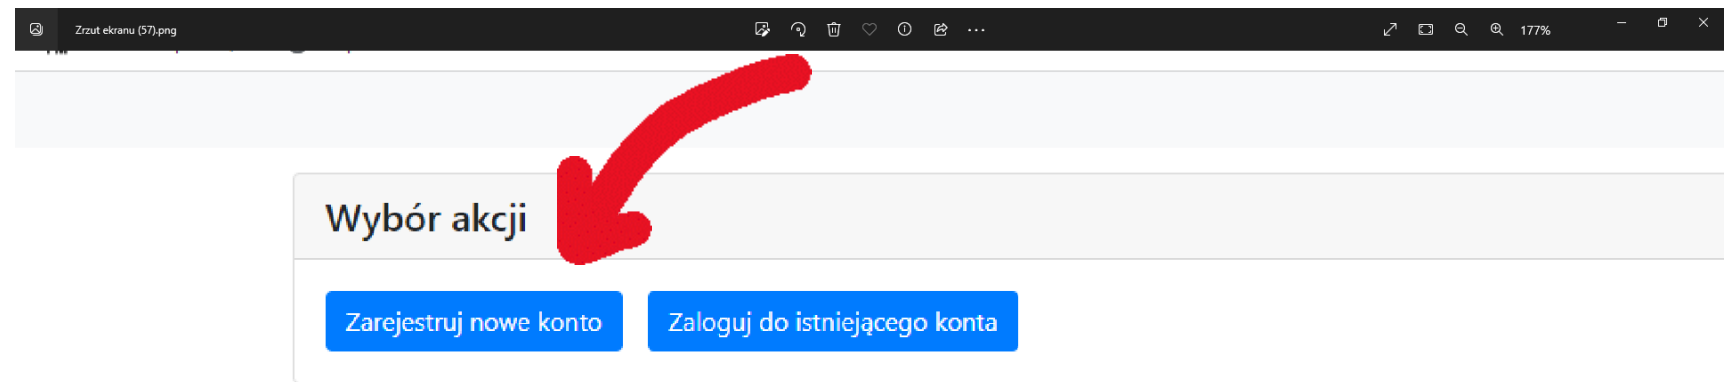 Zrzut ekranu (57).png
177%
Wybór akcji
Zarejestruj nowe konto
Zaloguj do istniejącego konta